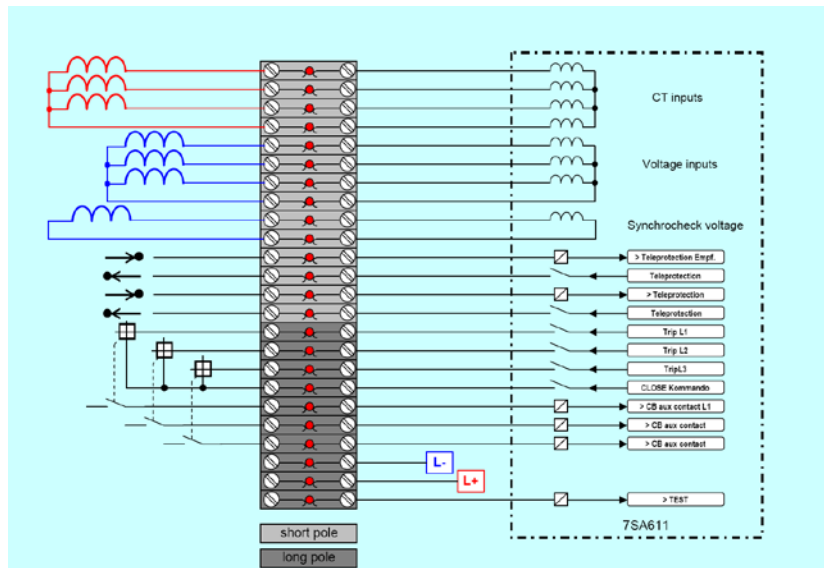 CT inputs
Voltage inputs
Synchrocheck voltage
> Teleprotection Empf.
Teleprotection
> Teleprotection
Teleprotection
Trip L1
Trip L2
TripL3
CLOSE Kommando
> CB aux contact L1
> CB aux contact
> CB aux contact
L-
L+
> TEST
7SA611
short pole
long pole